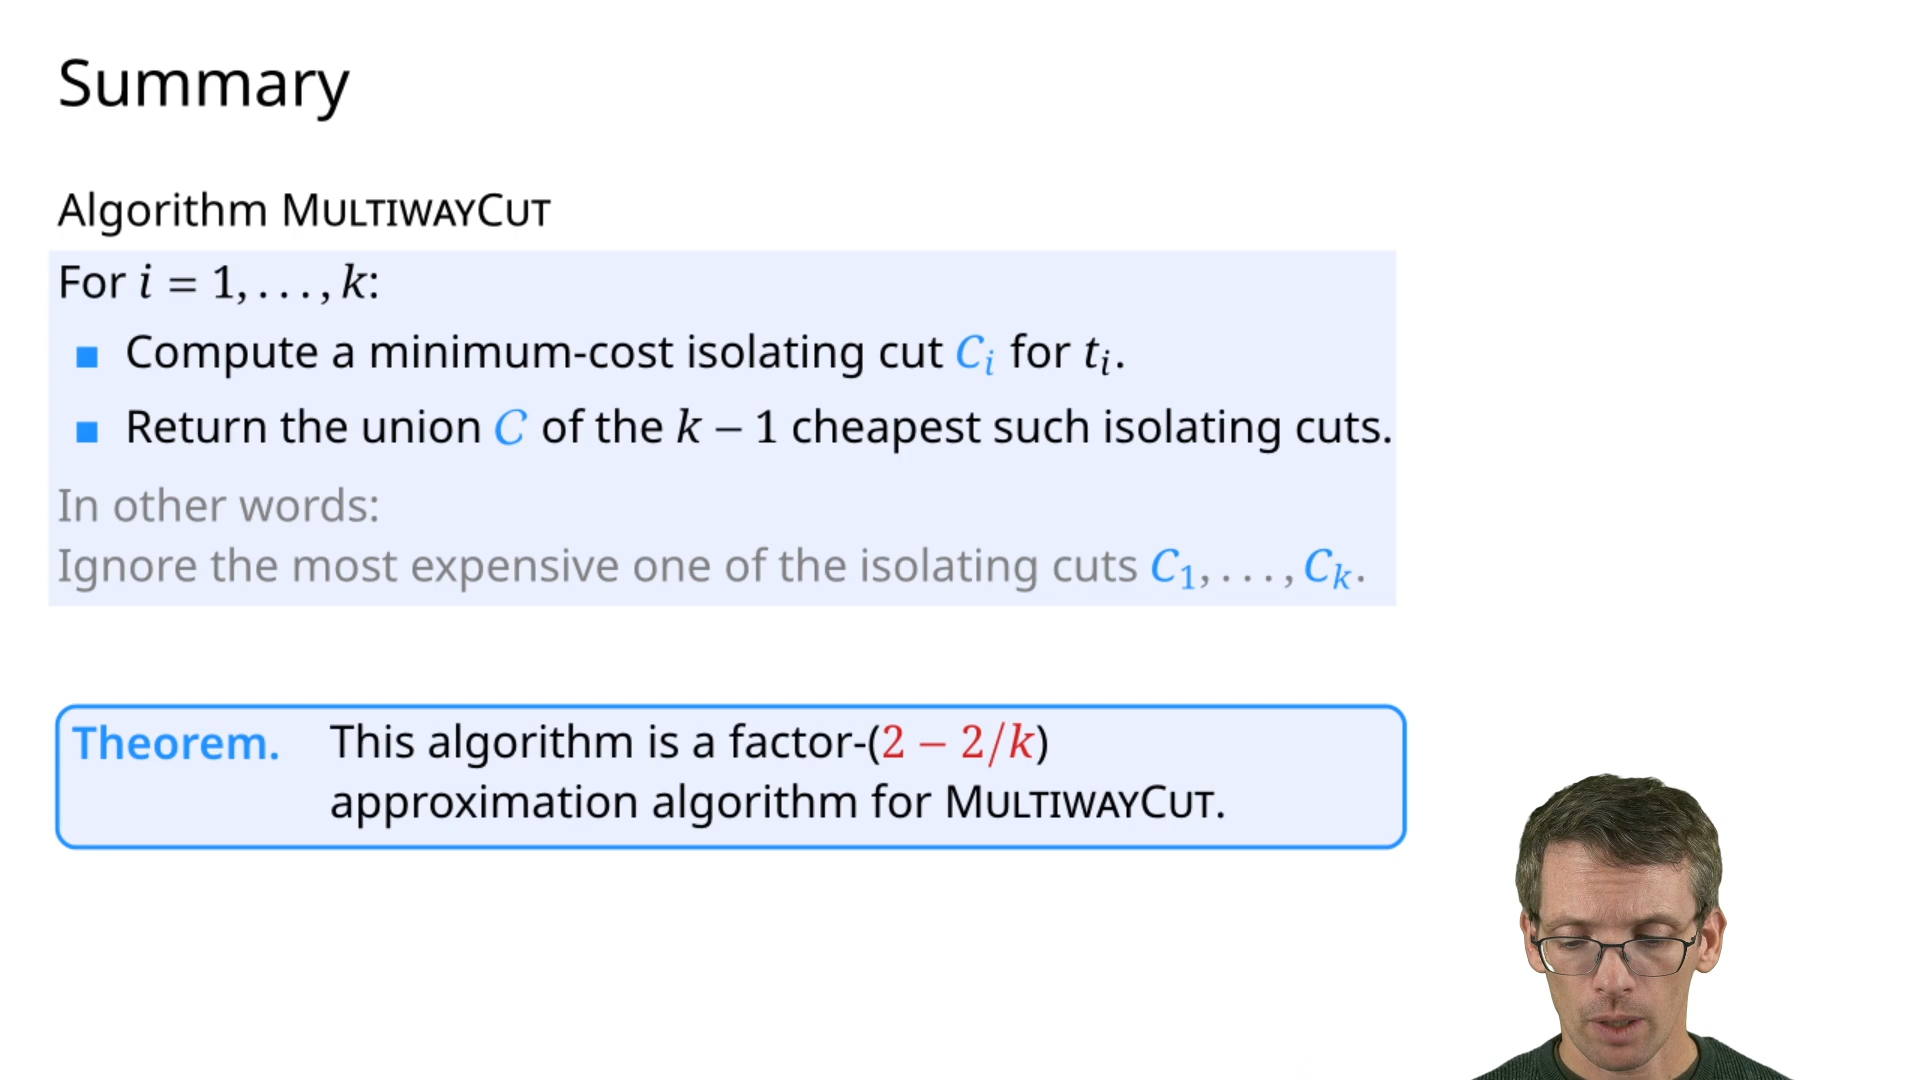 Summary
Algorithm MULTIWAYCUT
For i = 1, . . . , k:
■ Compute a minimum-cost isolating cut Cᵢ for tᵢ.
■ Return the union C of the k − 1 cheapest such isolating cuts.
In other words:
Ignore the most expensive one of the isolating cuts C₁, . . . , Cₖ.
Theorem. This algorithm is a factor-(2 − 2/k)
approximation algorithm for MULTIWAYCUT.